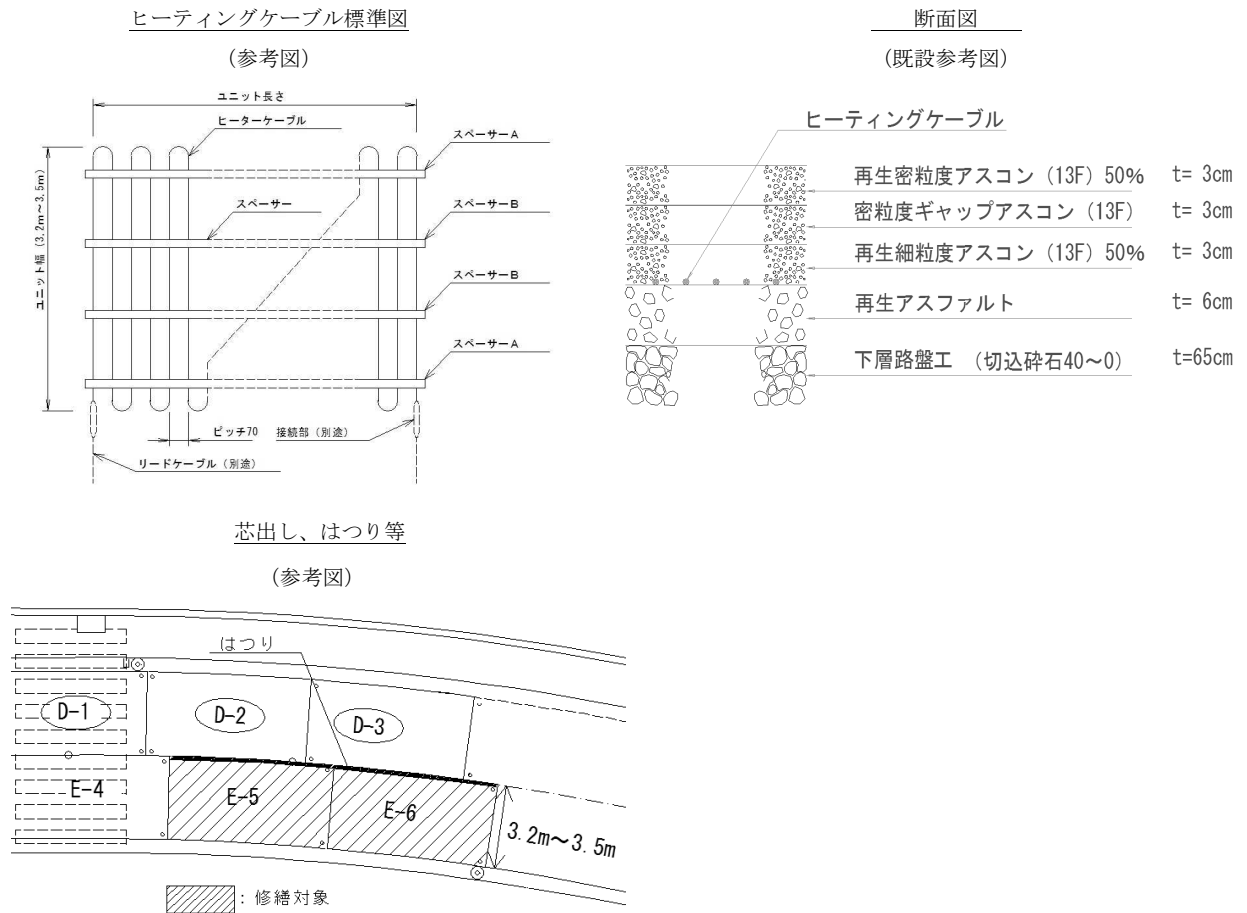 ヒーティングケーブル標準図
(参考図)
ユニット長さ
ヒーターケーブル
スペーサーA
スペーサー
スペーサーB
ユニット幅 (3.2m～3.5m)
スペーサーB
スペーサーA
ピッチ70
接続部 (別途)
リードケーブル (別途)
断面図
(既設参考図)
ヒーティングケーブル
再生密粒度アスコン (13F) 50% t= 3cm
密粒度ギャップアスコン (13F) t= 3cm
再生細粒度アスコン (13F) 50% t= 3cm
再生アスファルト t= 6cm
下層路盤工 (切込砕石40～0) t=65cm
芯出し、はつり等
(参考図)
はつり
D-1
D-2
D-3
E-4
E-5
E-6
3.2m～3.5m
: 修繕対象